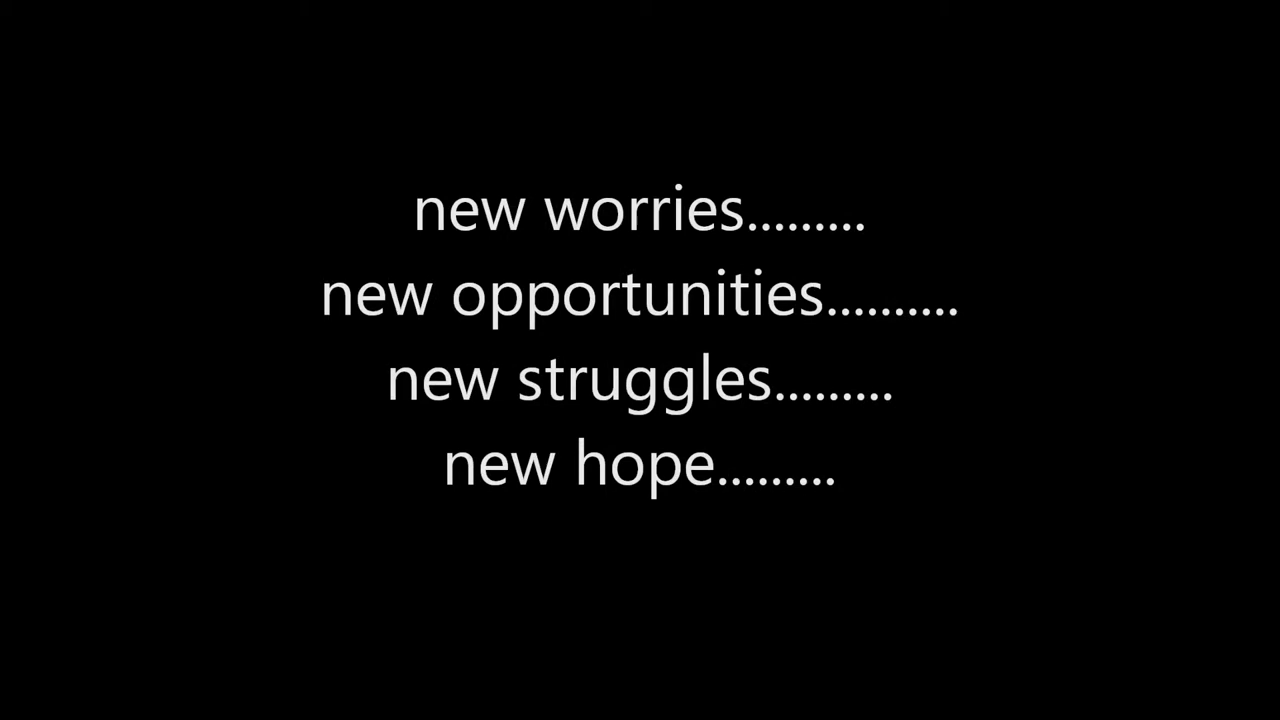 new worries.........
new opportunities..........
new struggles.........
new hope.........